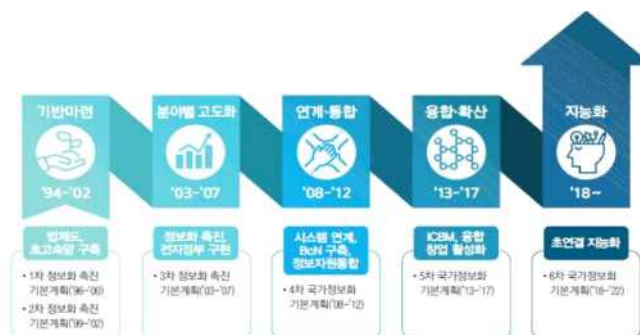 기반마련
'94~'02
법제도,
초고속망 구축
• 1차 정보화 촉진
기본계획('96~'00)
• 2차 정보화 촉진
기본계획('99~'02)
분야별 고도화
'03~'07
정보화 촉진,
전자정부 구현
• 3차 정보화 촉진
기본계획('03~'07)
연계·통합
'08~'12
시스템 연계,
BcN 구축,
정보자원통합
• 4차 국가정보화
기본계획('08~'12)
융합·확산
'13~'17
ICBM, 융합
창업 활성화
• 5차 국가정보화
기본계획('13~'17)
지능화
'18~
초연결 지능화
• 6차 국가정보화
기본계획('18~'22)